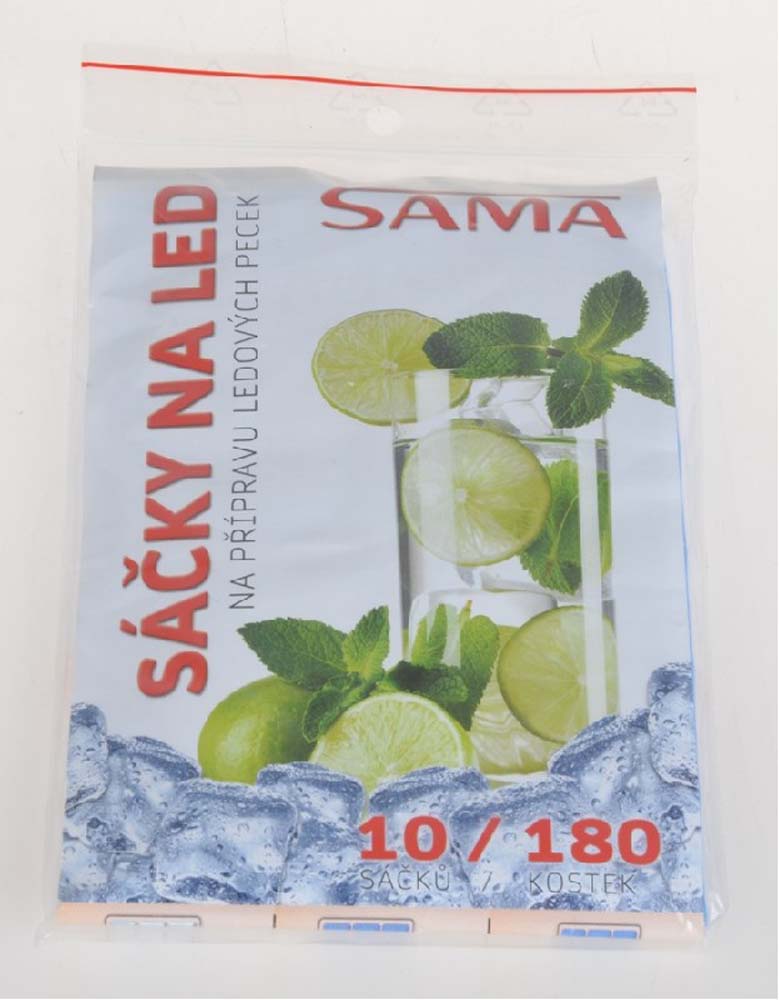 SAMA
SÁČKY NA LED
NA PŘÍPRAVU LEDOVÝCH PECEK
10 / 180
SÁČKŮ / KOSTEK